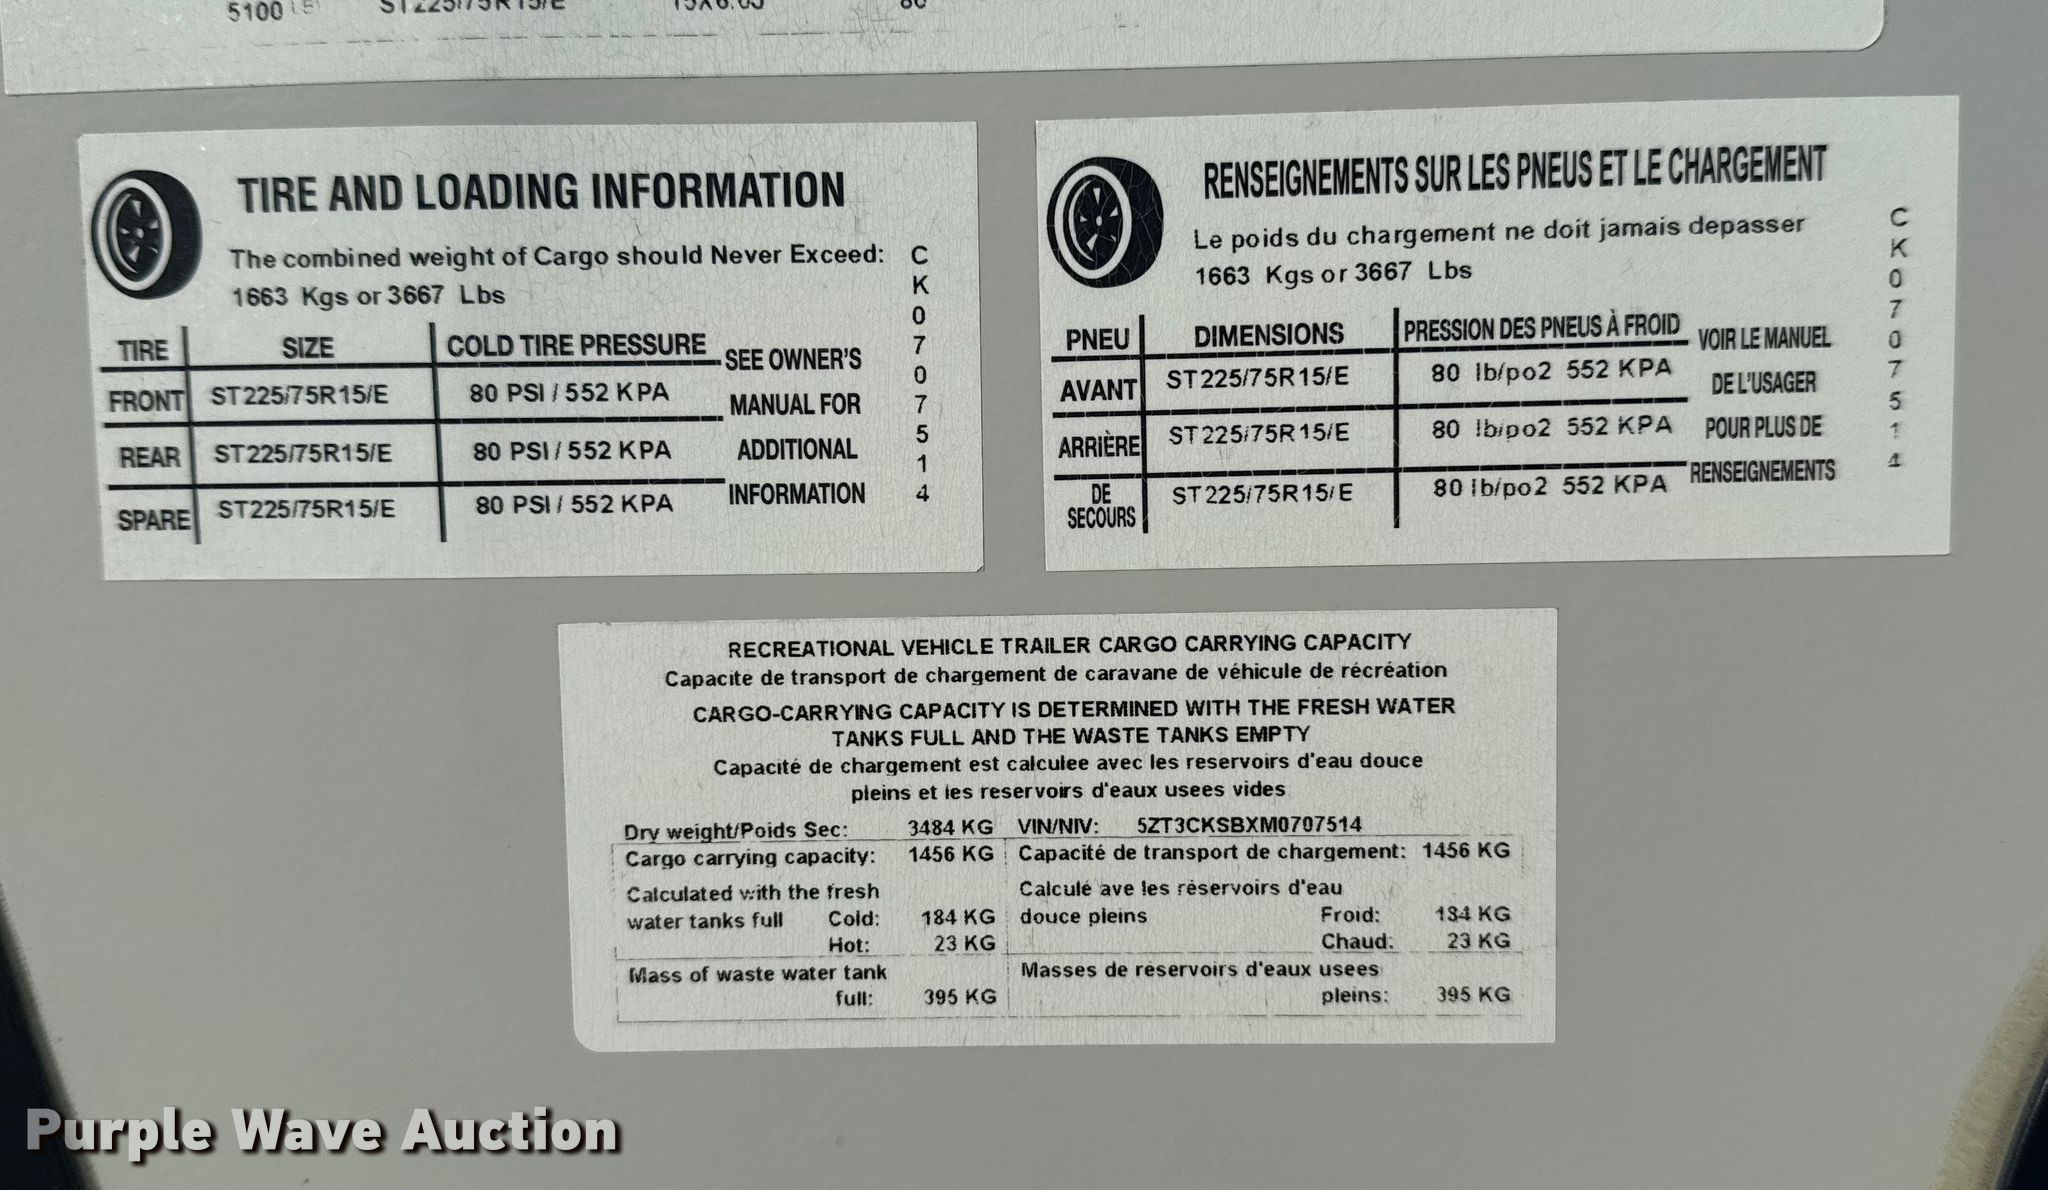 5100 LB ST225/75R15/E 15X6.0J 80
TIRE AND LOADING INFORMATION
The combined weight of Cargo should Never Exceed:
1663 Kgs or 3667 Lbs
TIRE SIZE COLD TIRE PRESSURE
FRONT ST225/75R15/E 80 PSI / 552 KPA
REAR ST225/75R15/E 80 PSI / 552 KPA
SPARE ST225/75R15/E 80 PSI / 552 KPA
SEE OWNER'S
MANUAL FOR
ADDITIONAL
INFORMATION
CK0707514
RENSEIGNEMENTS SUR LES PNEUS ET LE CHARGEMENT
Le poids du chargement ne doit jamais depasser
1663 Kgs or 3667 Lbs
PNEU DIMENSIONS PRESSION DES PNEUS À FROID
AVANT ST225/75R15/E 80 lb/po2 552 KPA
ARRIÈRE ST225/75R15/E 80 lb/po2 552 KPA
DE
SECOURS ST225/75R15/E 80 lb/po2 552 KPA
VOIR LE MANUEL
DE L'USAGER
POUR PLUS DE
RENSEIGNEMENTS
CK0707514
RECREATIONAL VEHICLE TRAILER CARGO CARRYING CAPACITY
Capacite de transport de chargement de caravane de véhicule de récréation
CARGO-CARRYING CAPACITY IS DETERMINED WITH THE FRESH WATER
TANKS FULL AND THE WASTE TANKS EMPTY
Capacité de chargement est calculee avec les reservoirs d'eau douce
pleins et les reservoirs d'eaux usees vides
Dry weight/Poids Sec: 3484 KG VIN/NIV: 5ZT3CKSBXM0707514
Cargo carrying capacity: 1456 KG Capacité de transport de chargement: 1456 KG
Calculated with the fresh Calculé ave les réservoirs d'eau
water tanks full Cold: 184 KG douce pleins Froid: 184 KG
Hot: 23 KG Chaud: 23 KG
Mass of waste water tank Masses de réservoirs d'eaux usees
full: 395 KG pleins: 395 KG
Purple Wave Auction